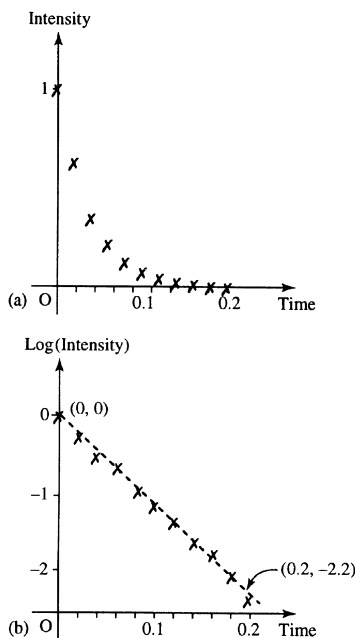 Intensity
1
(a) O 0.1 0.2 Time
Log (Intensity)
0 (0, 0)
−1
−2 (0.2, −2.2)
(b) O 0.1 0.2 Time